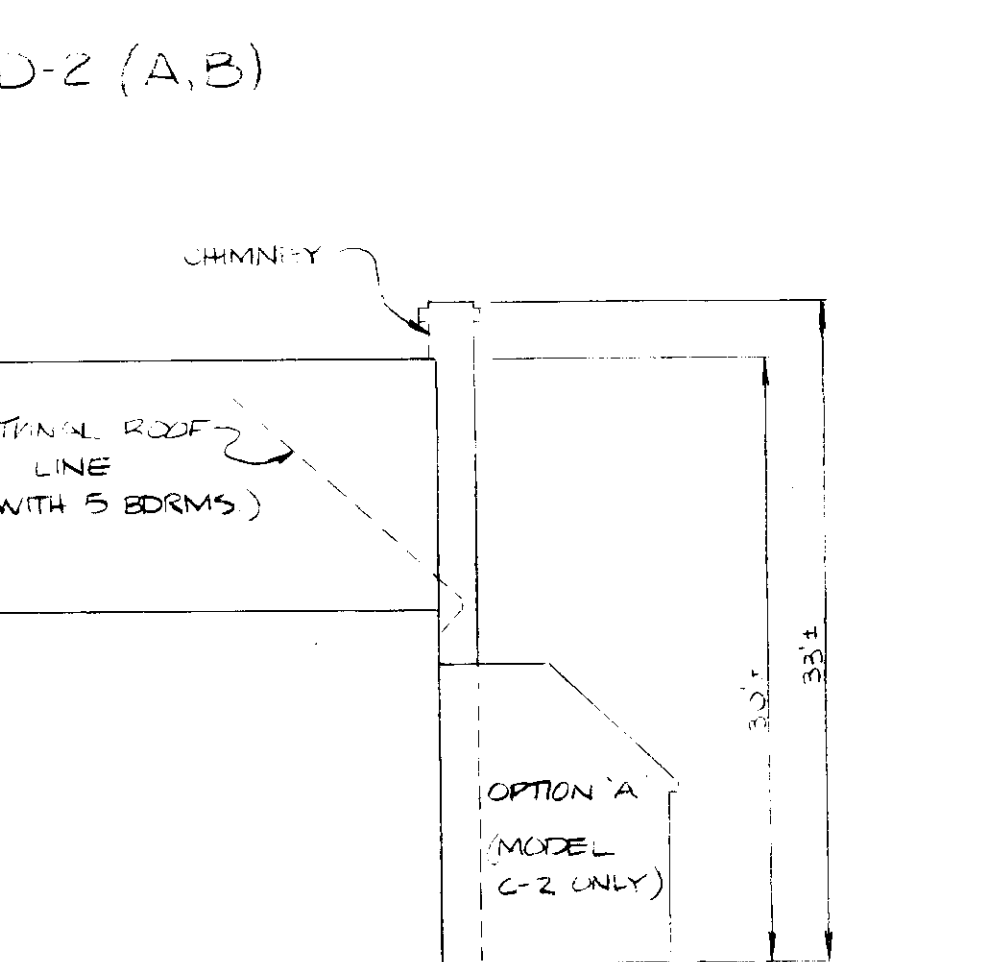 D-2 (A,B)
CHIMNEY
ROOF
LINE
WITH 5 BDRMS.)
33'±
30'±
OPTION 'A'
(MODEL
C-2 ONLY)